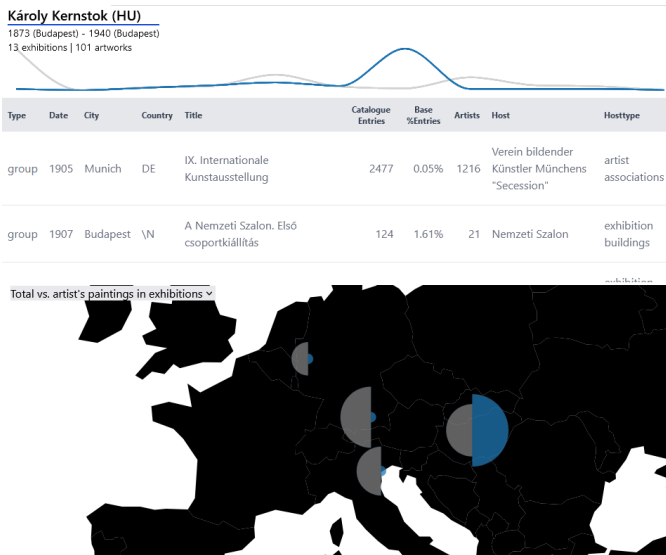 Károly Kernstok (HU)
1873 (Budapest) - 1940 (Budapest)
13 exhibitions | 101 artworks
Type Date City Country Title Catalogue Entries Base %Entries Artists Host Hosttype
group 1905 Munich DE IX. Internationale Kunstausstellung 2477 0.05% 1216 Verein bildender Künstler Münchens "Secession" artist associations
group 1907 Budapest \N A Nemzeti Szalon. Első csoportkiállítás 124 1.61% 21 Nemzeti Szalon exhibition buildings
Total vs. artist's paintings in exhibitions